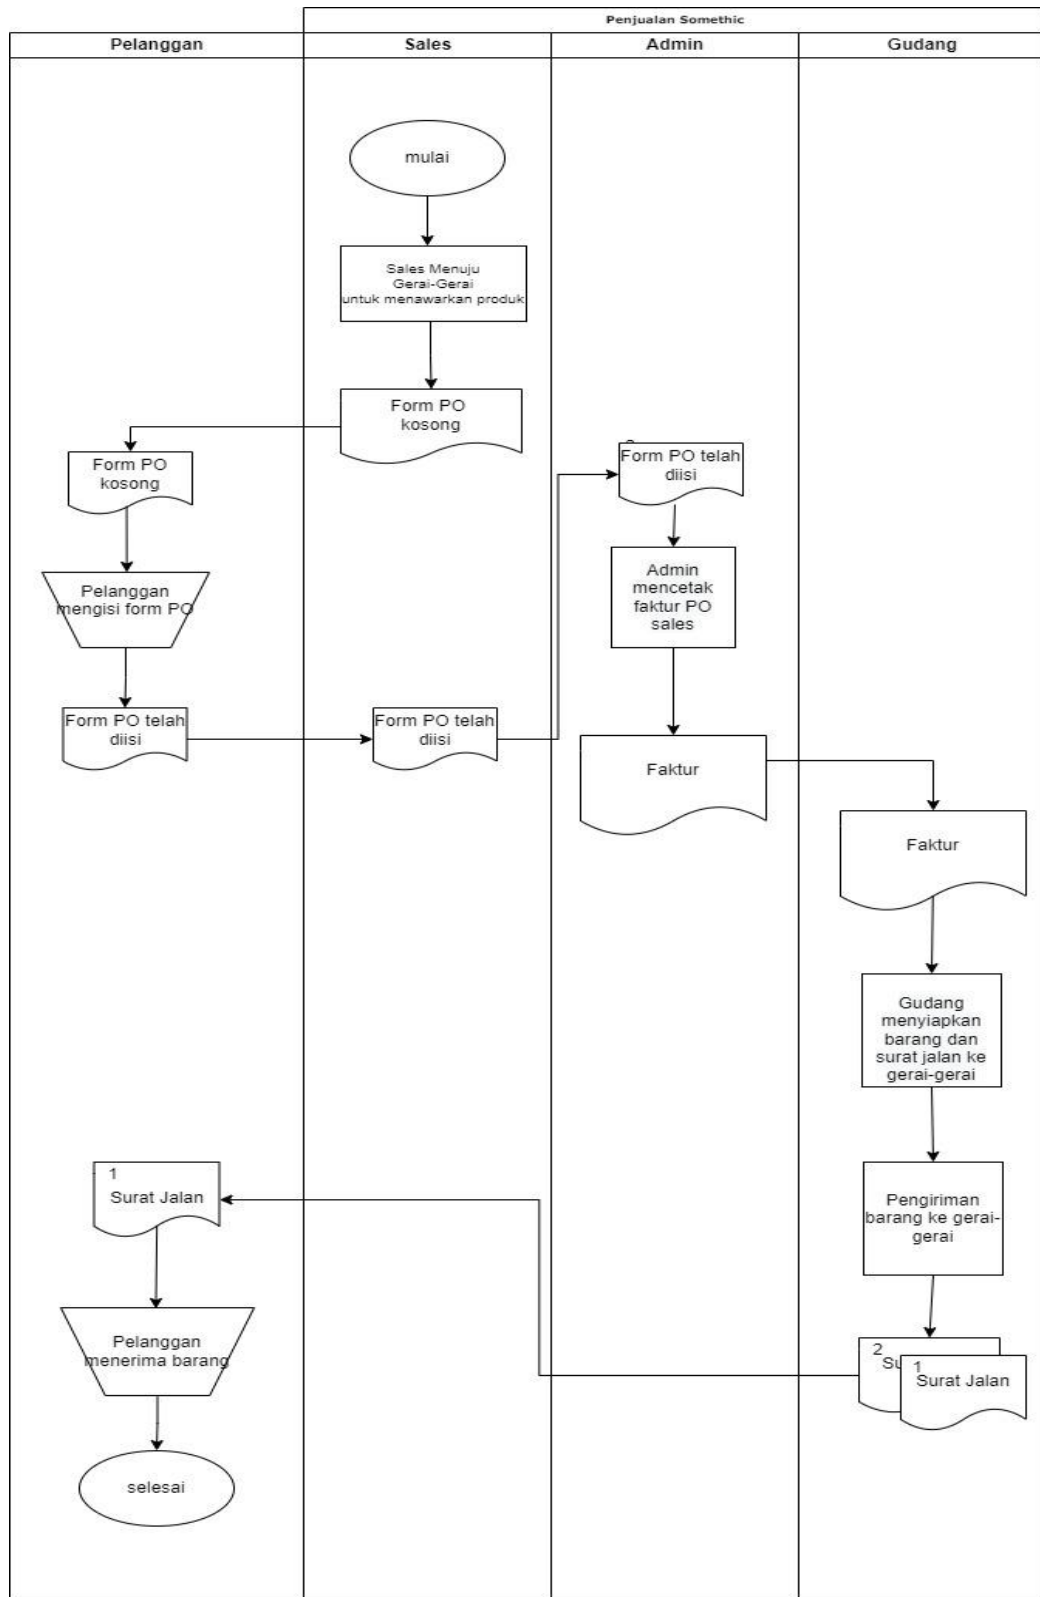 Penjualan Somethic
Pelanggan
Sales
Admin
Gudang
mulai
Sales Menuju
Gerai-Gerai
untuk menawarkan produk
Form PO
kosong
Form PO
kosong
Pelanggan
mengisi form PO
Form PO telah
diisi
Form PO telah
diisi
Form PO telah
diisi
Admin
mencetak
faktur PO
sales
Faktur
Faktur
Gudang
menyiapkan
barang dan
surat jalan ke
gerai-gerai
Pengiriman
barang ke gerai-
gerai
2
1
Surat Jalan
1
Surat Jalan
Pelanggan
menerima barang
selesai